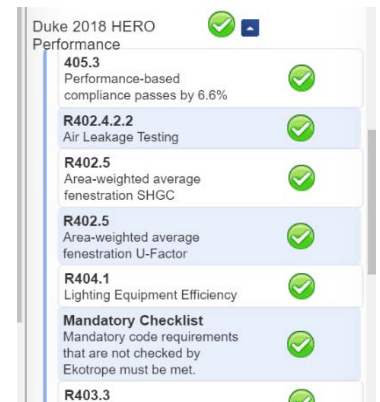 Duke 2018 HERO
Performance
405.3
Performance-based
compliance passes by 6.6%
R402.4.2.2
Air Leakage Testing
R402.5
Area-weighted average
fenestration SHGC
R402.5
Area-weighted average
fenestration U-Factor
R404.1
Lighting Equipment Efficiency
Mandatory Checklist
Mandatory code requirements
that are not checked by
Ekotrope must be met.
R403.3